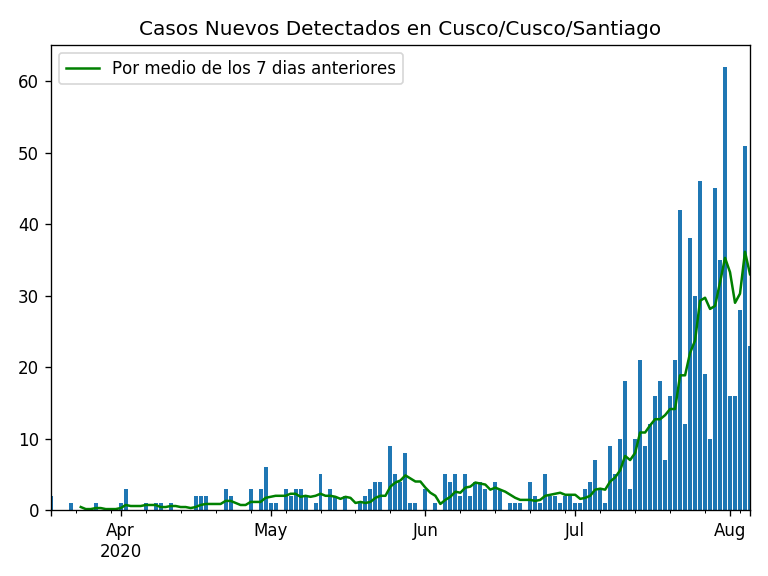 Casos Nuevos Detectados en Cusco/Cusco/Santiago
Por medio de los 7 dias anteriores
60
50
40
30
20
10
0
Apr
2020
May
Jun
Jul
Aug